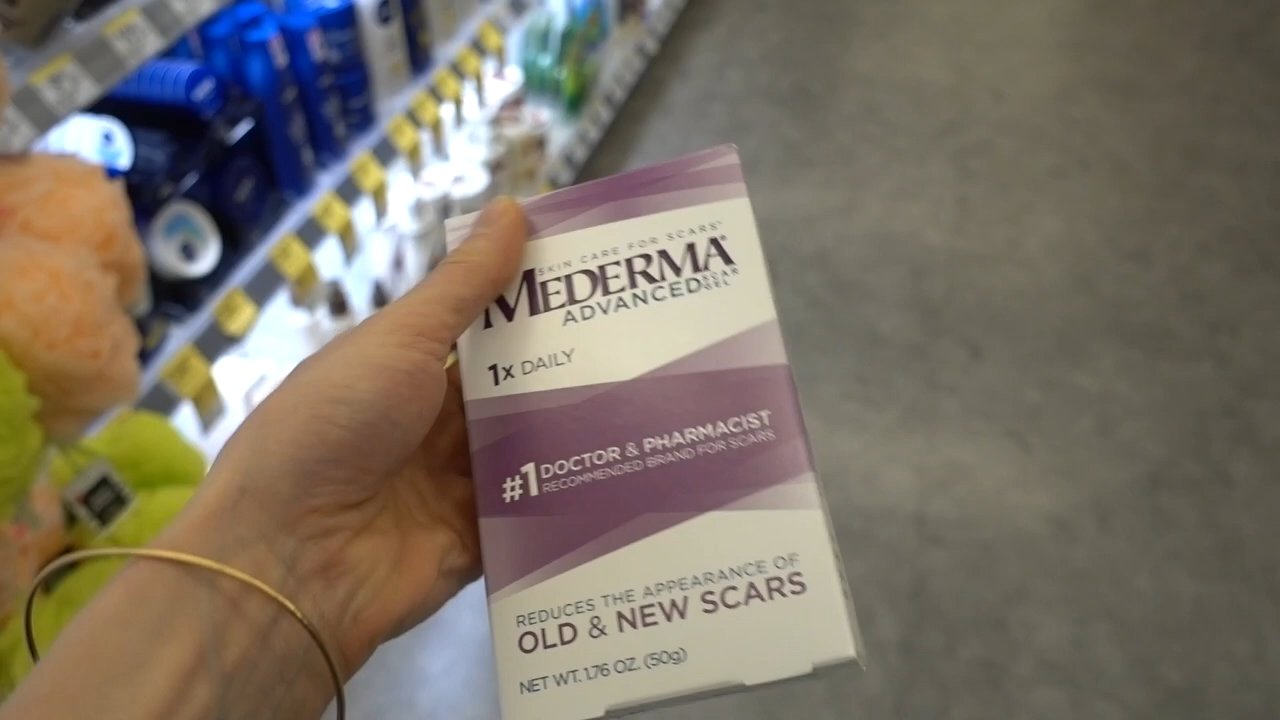 SKIN CARE FOR SCARS
MEDERMA®
ADVANCED SCAR GEL
1x DAILY
#1 DOCTOR & PHARMACIST
RECOMMENDED BRAND FOR SCARS
REDUCES THE APPEARANCE OF
OLD & NEW SCARS
NET WT. 1.76 OZ. (50g)